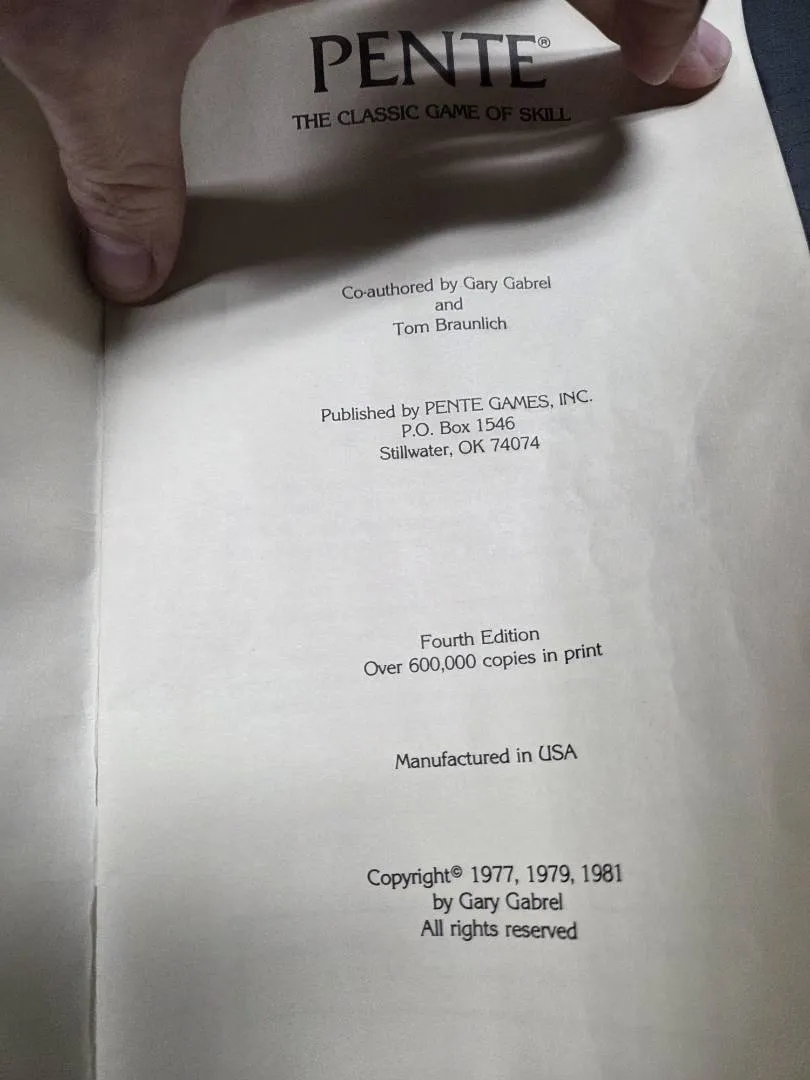 PENTE®
THE CLASSIC GAME OF SKILL
Co-authored by Gary Gabrel
and
Tom Braunlich
Published by PENTE GAMES, INC.
P.O. Box 1546
Stillwater, OK 74074
Fourth Edition
Over 600,000 copies in print
Manufactured in USA
Copyright© 1977, 1979, 1981
by Gary Gabrel
All rights reserved